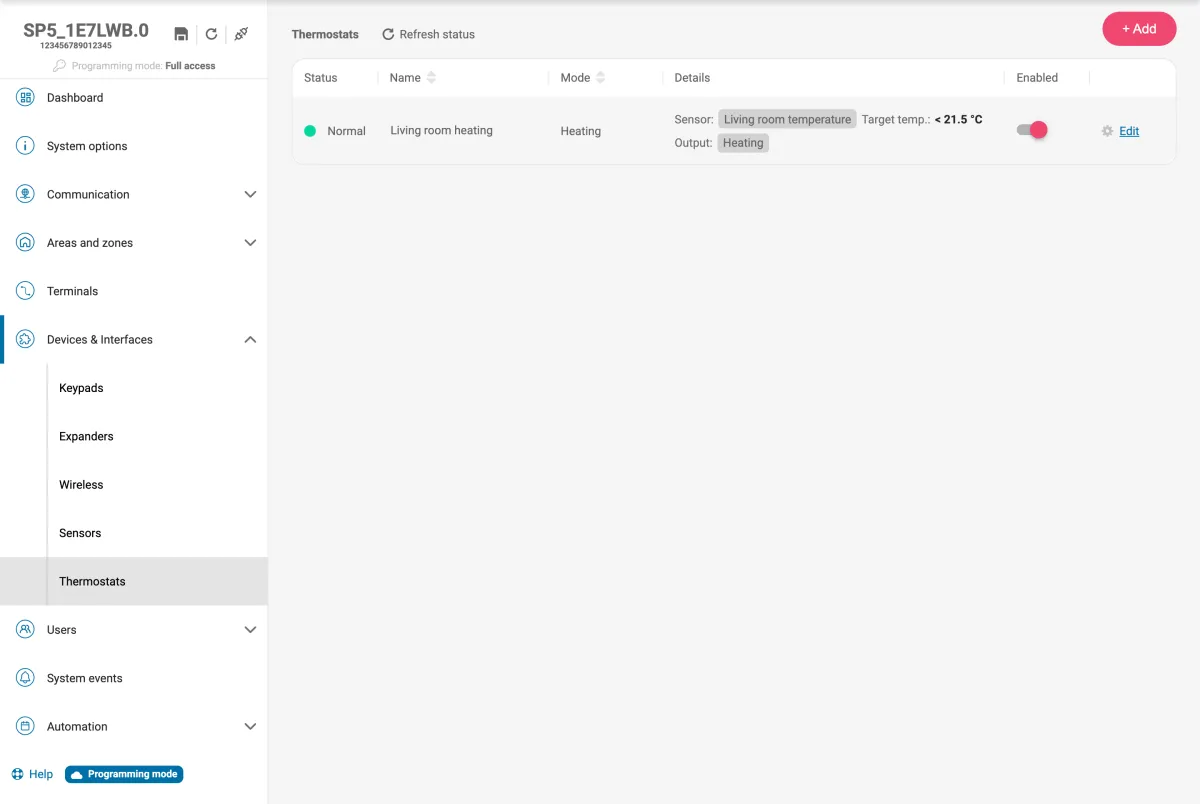 SP5_1E7LWB.0
123456789012345
Programming mode: Full access
Dashboard
System options
Communication
Areas and zones
Terminals
Devices & Interfaces
Keypads
Expanders
Wireless
Sensors
Thermostats
Users
System events
Automation
Help
Programming mode
Thermostats
Refresh status
+ Add
Status Name Mode Details Enabled
Normal Living room heating Heating
Sensor: Living room temperature Target temp.: < 21.5 °C
Output: Heating
Edit